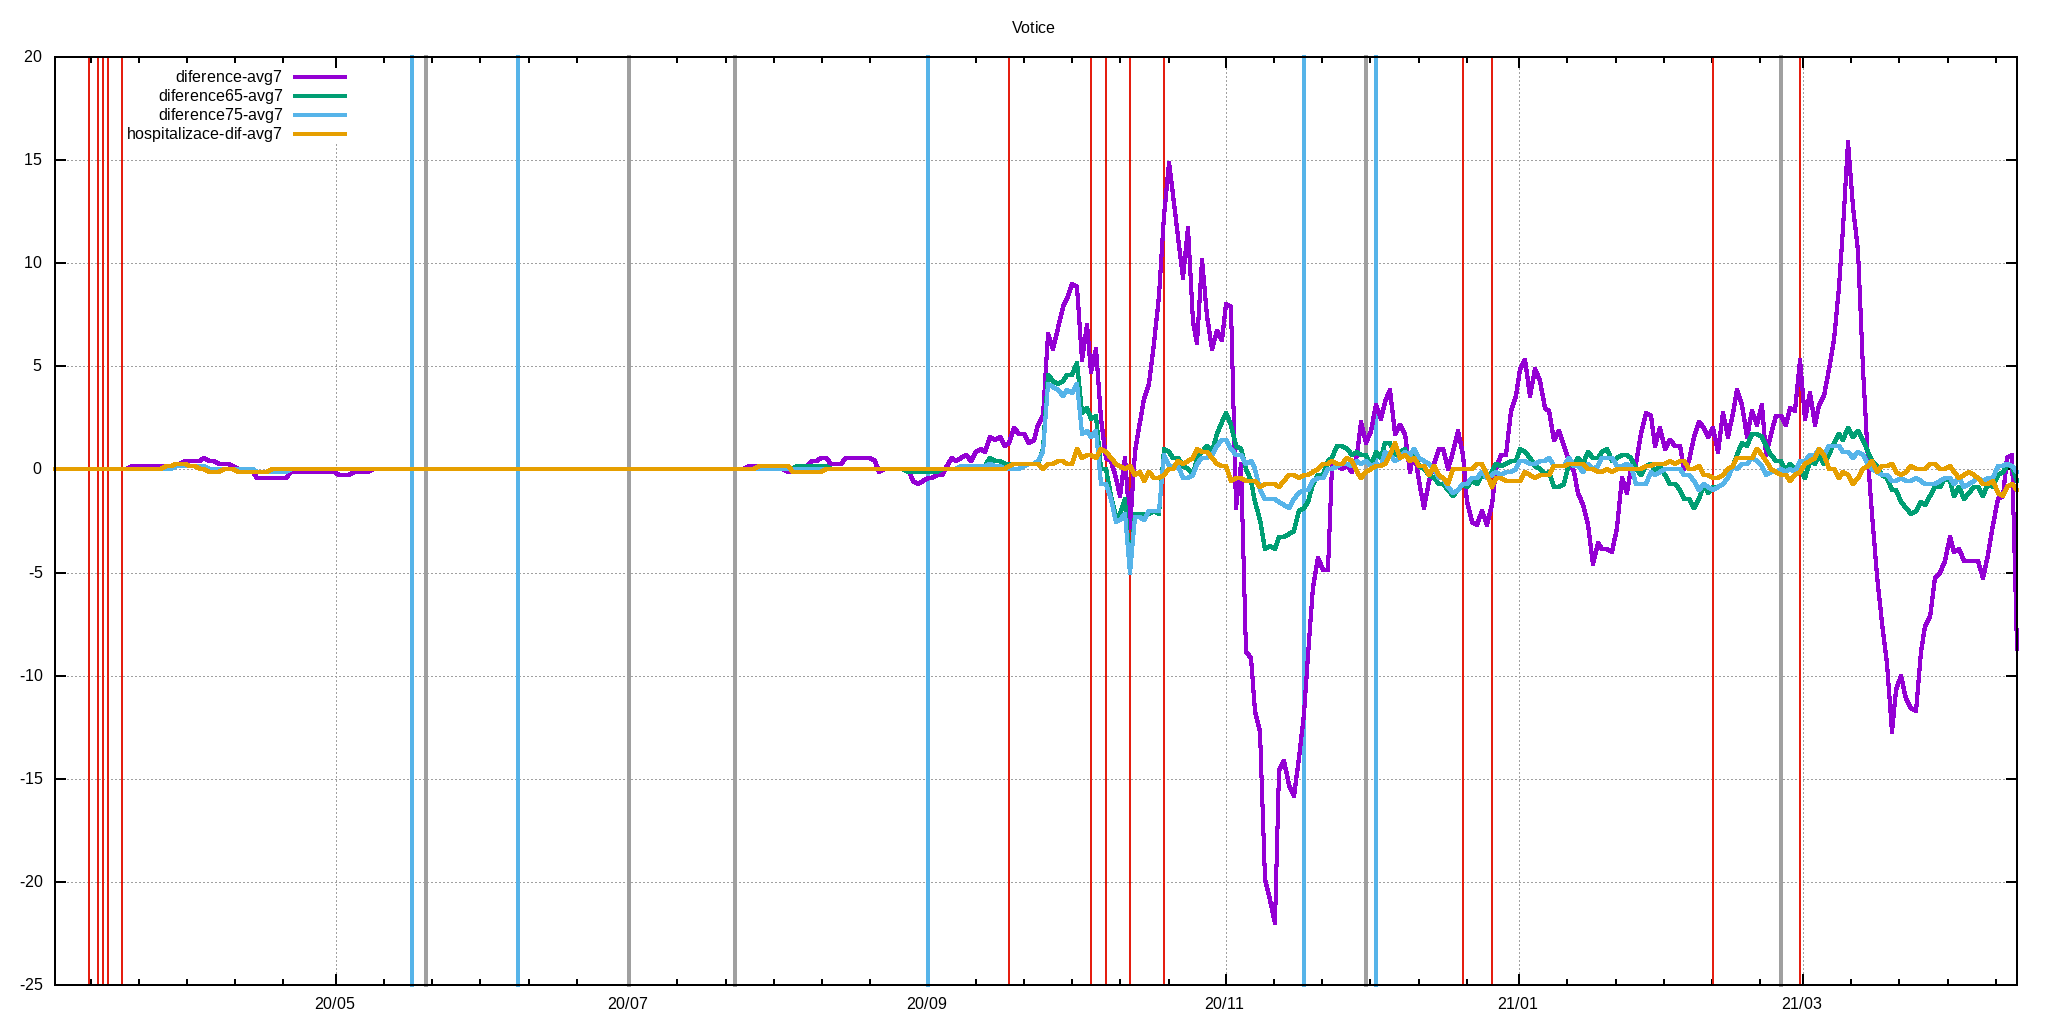 Votice
20
15
10
5
0
-5
-10
-15
-20
-25
diference-avg7
diference65-avg7
diference75-avg7
hospitalizace-dif-avg7
20/05 20/07 20/09 20/11 21/01 21/03